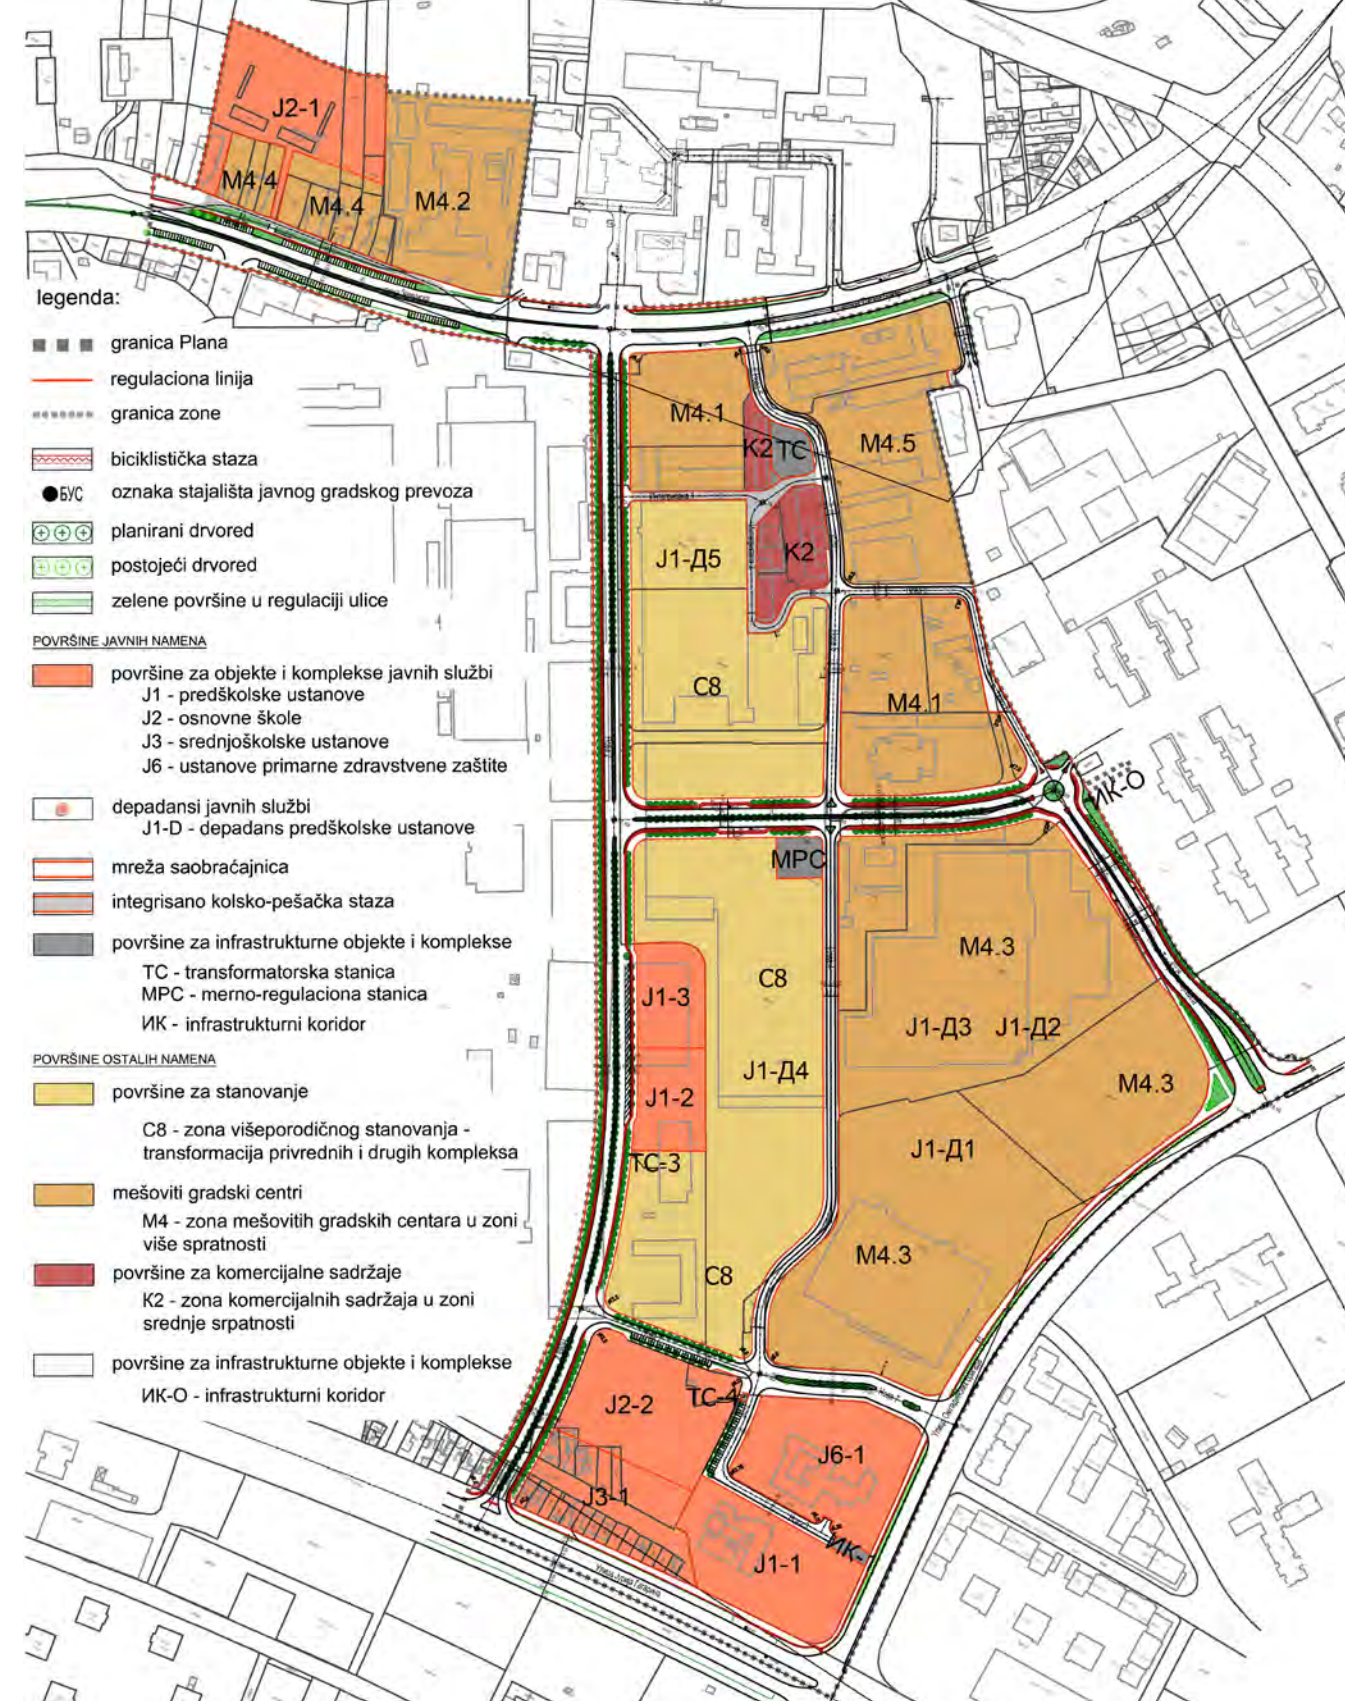 J2-1
M4.4
M4.4
M4.2
legenda:
granica Plana
regulaciona linija
granica zone
biciklistička staza
БУС oznaka stajališta javnog gradskog prevoza
planirani drvored
postojeći drvored
zelene površine u regulaciji ulice
POVRŠINE JAVNIH NAMENA
površine za objekte i komplekse javnih službi
J1 - predškolske ustanove
J2 - osnovne škole
J3 - srednjoškolske ustanove
J6 - ustanove primarne zdravstvene zaštite
depadansi javnih službi
J1-D - depadans predškolske ustanove
mreža saobraćajnica
integrisano kolsko-pešačka staza
površine za infrastrukturne objekte i komplekse
TC - transformatorska stanica
MPC - merno-regulaciona stanica
ИК - infrastrukturni koridor
POVRŠINE OSTALIH NAMENA
površine za stanovanje
C8 - zona višeporodičnog stanovanja -
transformacija privrednih i drugih kompleksa
mešoviti gradski centri
M4 - zona mešovitih gradskih centara u zoni
više spratnosti
površine za komercijalne sadržaje
K2 - zona komercijalnih sadržaja u zoni
srednje srpatnosti
površine za infrastrukturne objekte i komplekse
ИК-О - infrastrukturni koridor
M4.1
K2
TC
M4.5
J1-Д5
K2
C8
M4.1
ИК-О
MPC
M4.3
C8
J1-3
J1-Д3
J1-Д2
J1-Д4
M4.3
J1-2
J1-Д1
TC-3
M4.3
C8
J2-2
TC-4
J6-1
J3-1
ИК-
J1-1
Улица Јурија Гагарина